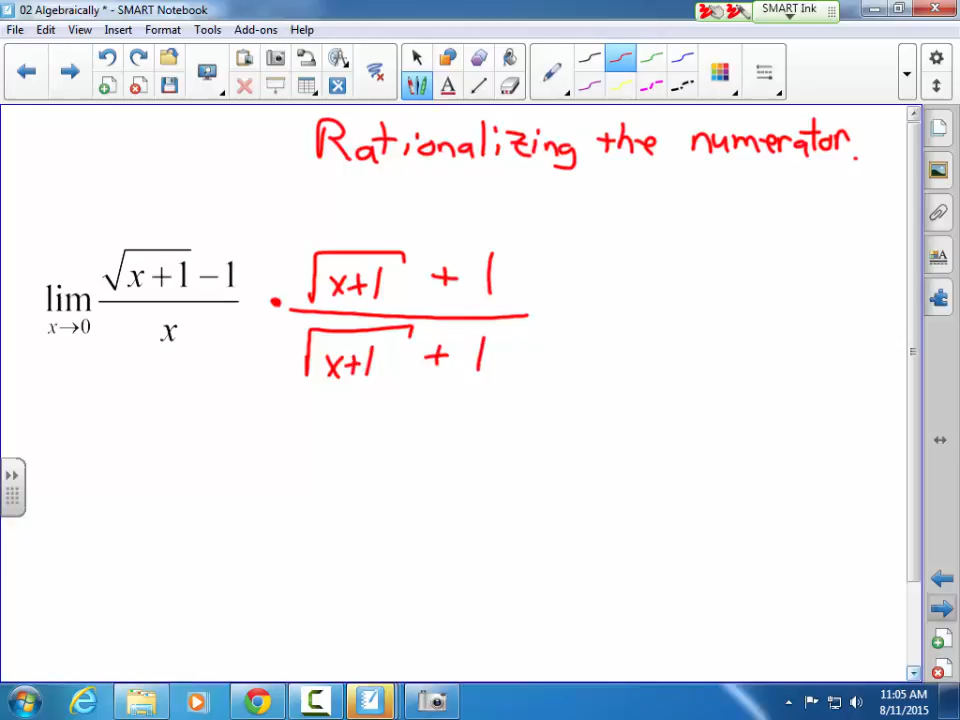 02 Algebraically * - SMART Notebook
SMART Ink
File Edit View Insert Format Tools Add-ons Help
Rationalizing the numerator.
lim x→0 (√(x+1) − 1)/x · (√(x+1) + 1)/(√(x+1) + 1)
11:05 AM
8/11/2015